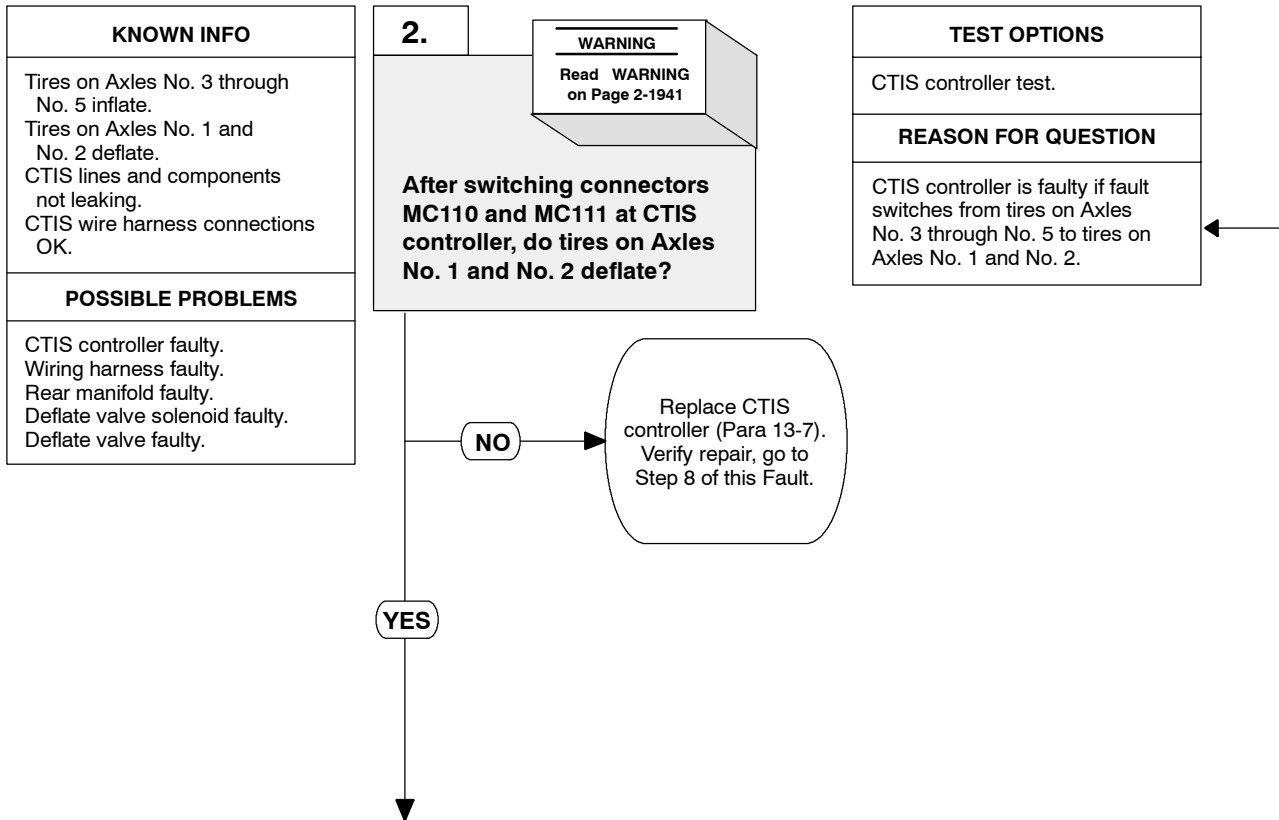 KNOWN INFO
Tires on Axles No. 3 through
No. 5 inflate.
Tires on Axles No. 1 and
No. 2 deflate.
CTIS lines and components
not leaking.
CTIS wire harness connections
OK.
POSSIBLE PROBLEMS
CTIS controller faulty.
Wiring harness faulty.
Rear manifold faulty.
Deflate valve solenoid faulty.
Deflate valve faulty.
2.
WARNING
Read WARNING
on Page 2-1941
After switching connectors
MC110 and MC111 at CTIS
controller, do tires on Axles
No. 1 and No. 2 deflate?
TEST OPTIONS
CTIS controller test.
REASON FOR QUESTION
CTIS controller is faulty if fault
switches from tires on Axles
No. 3 through No. 5 to tires on
Axles No. 1 and No. 2.
NO
Replace CTIS
controller (Para 13-7).
Verify repair, go to
Step 8 of this Fault.
YES